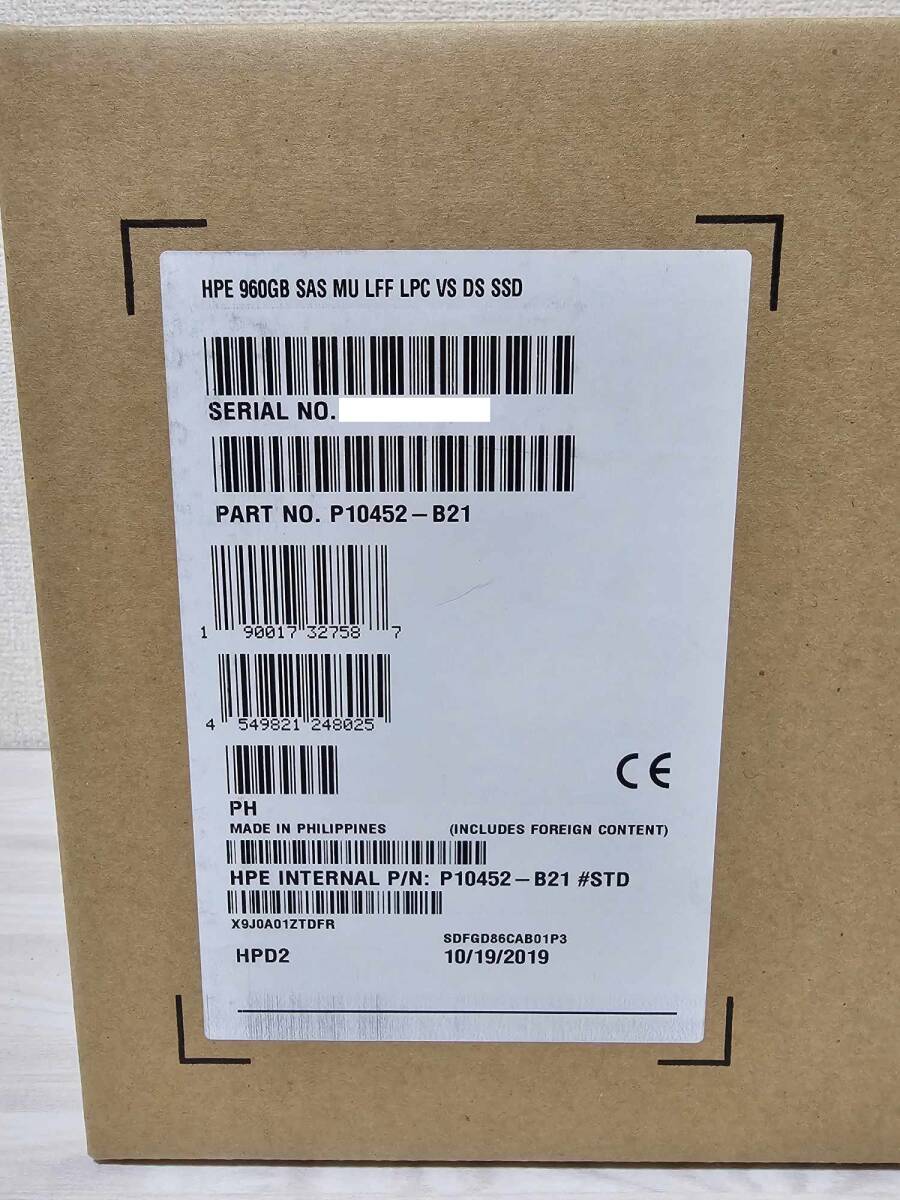 HPE 960GB SAS MU LFF LPC VS DS SSD
SERIAL NO.
PART NO. P10452-B21
1 90017 32758 7
4 549821 248025
CE
PH
MADE IN PHILIPPINES (INCLUDES FOREIGN CONTENT)
HPE INTERNAL P/N: P10452-B21 #STD
X9J0A01ZTDFR
SDFGD86CAB01P3
HPD2 10/19/2019